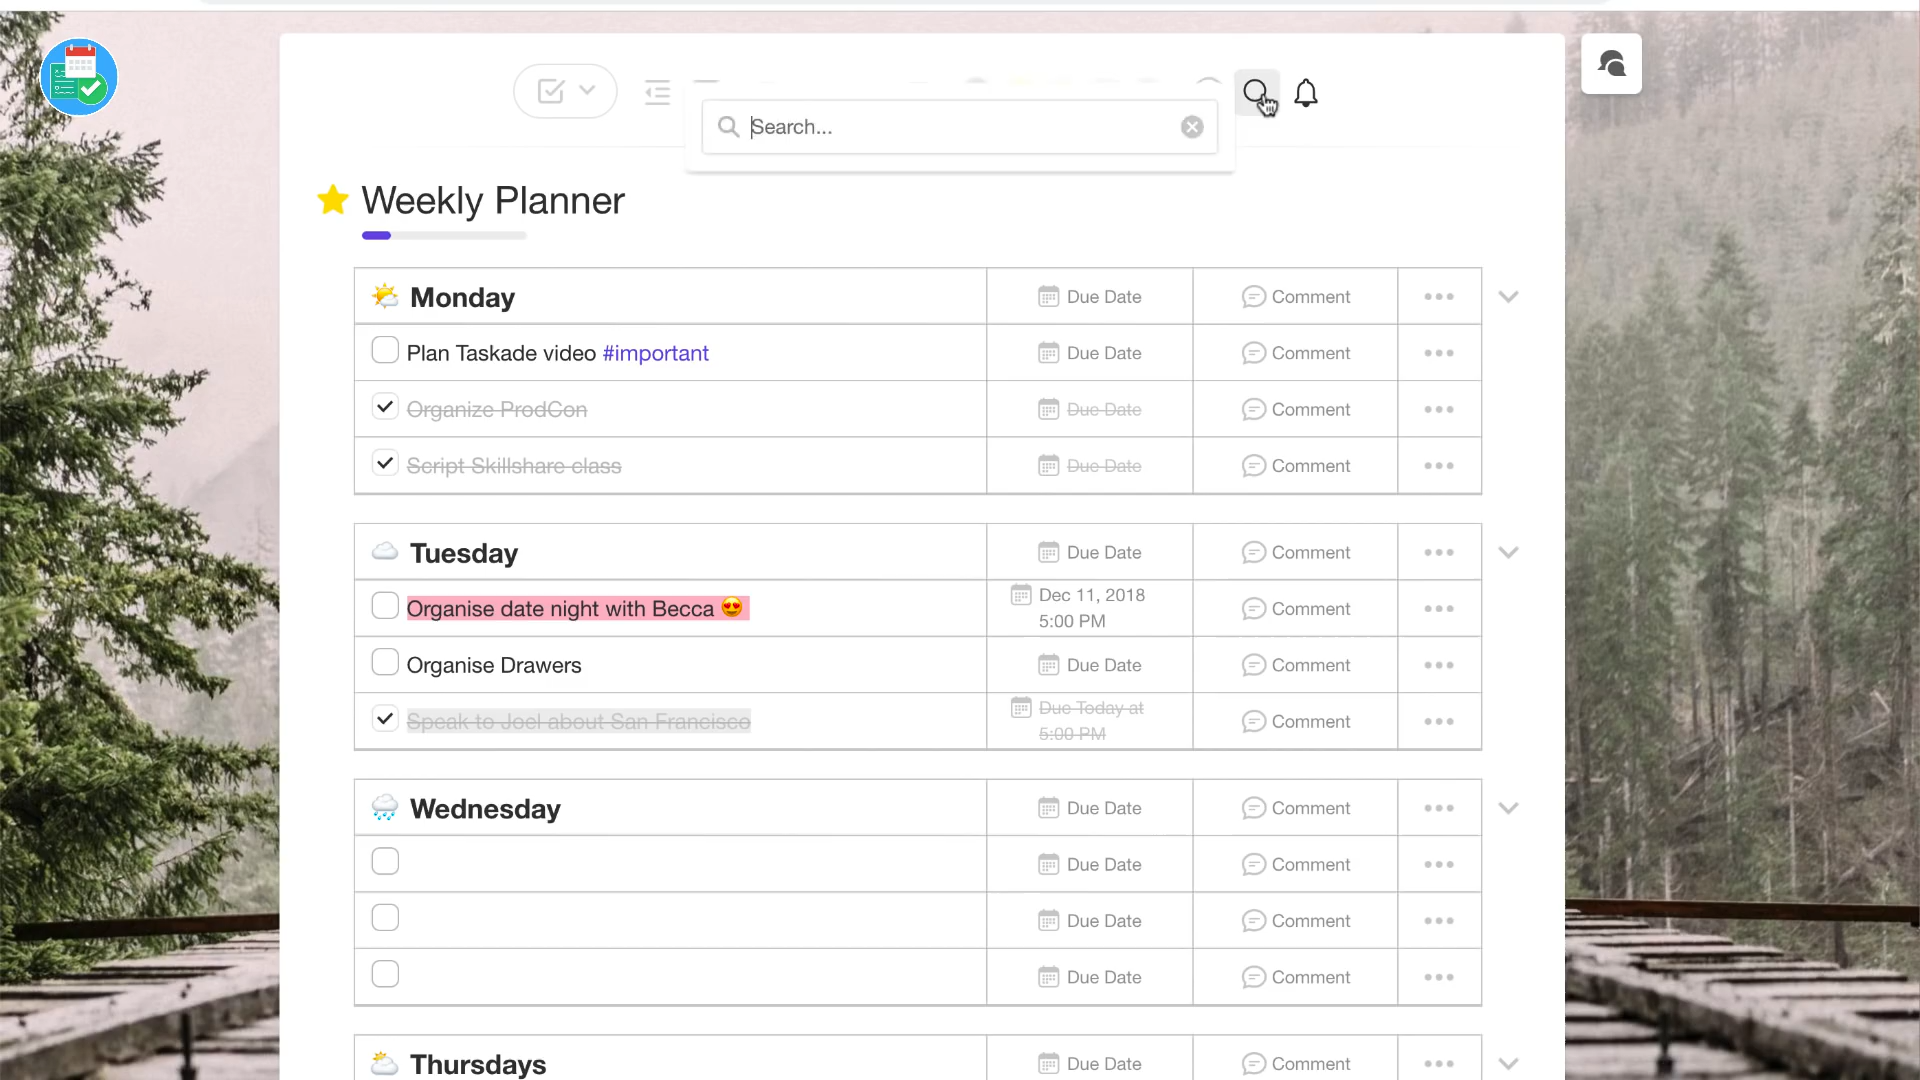 Search...
Weekly Planner
Monday
Due Date
Comment
Plan Taskade video #important
Due Date
Comment
Organize ProdCon
Due Date
Comment
Script Skillshare class
Due Date
Comment
Tuesday
Due Date
Comment
Organise date night with Becca 😍
Dec 11, 2018
5:00 PM
Comment
Organise Drawers
Due Date
Comment
Speak to Joel about San Francisco
Due Today at
5:00 PM
Comment
Wednesday
Due Date
Comment
Due Date
Comment
Due Date
Comment
Due Date
Comment
Thursdays
Due Date
Comment